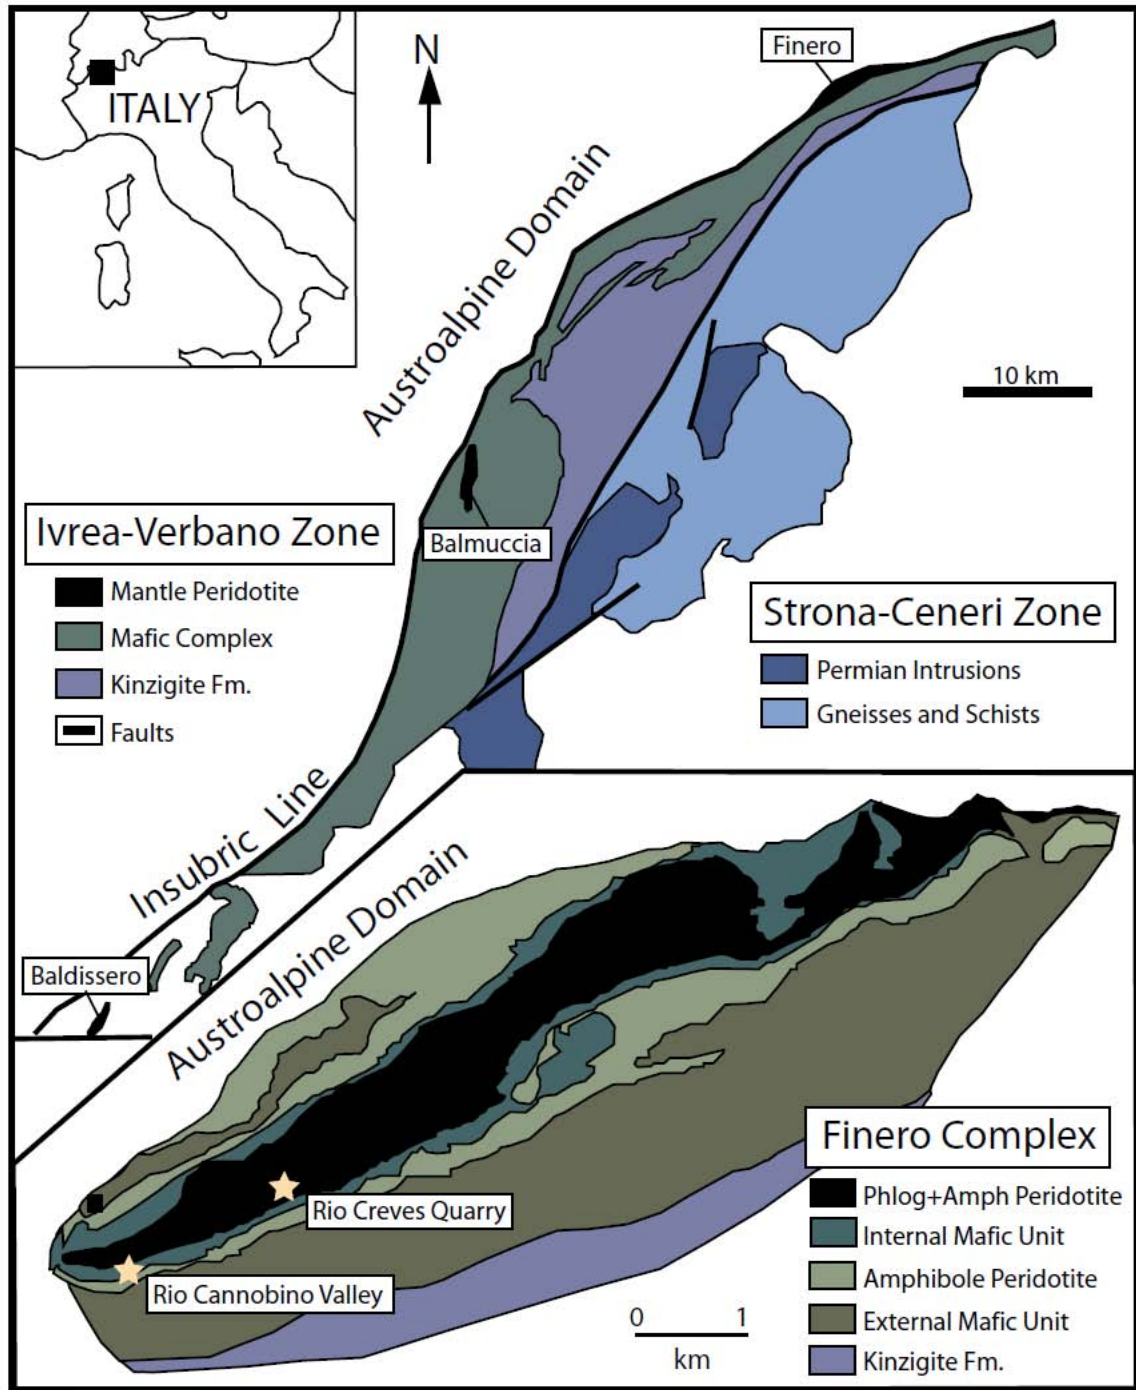 ITALY
N
Finero
Austroalpine Domain
10 km
Ivrea-Verbano Zone
Mantle Peridotite
Mafic Complex
Kinzigite Fm.
Faults
Balmuccia
Strona-Ceneri Zone
Permian Intrusions
Gneisses and Schists
Insubric Line
Baldissero
Austroalpine Domain
Rio Creves Quarry
Rio Cannobino Valley
0 1
km
Finero Complex
Phlog+Amph Peridotite
Internal Mafic Unit
Amphibole Peridotite
External Mafic Unit
Kinzigite Fm.